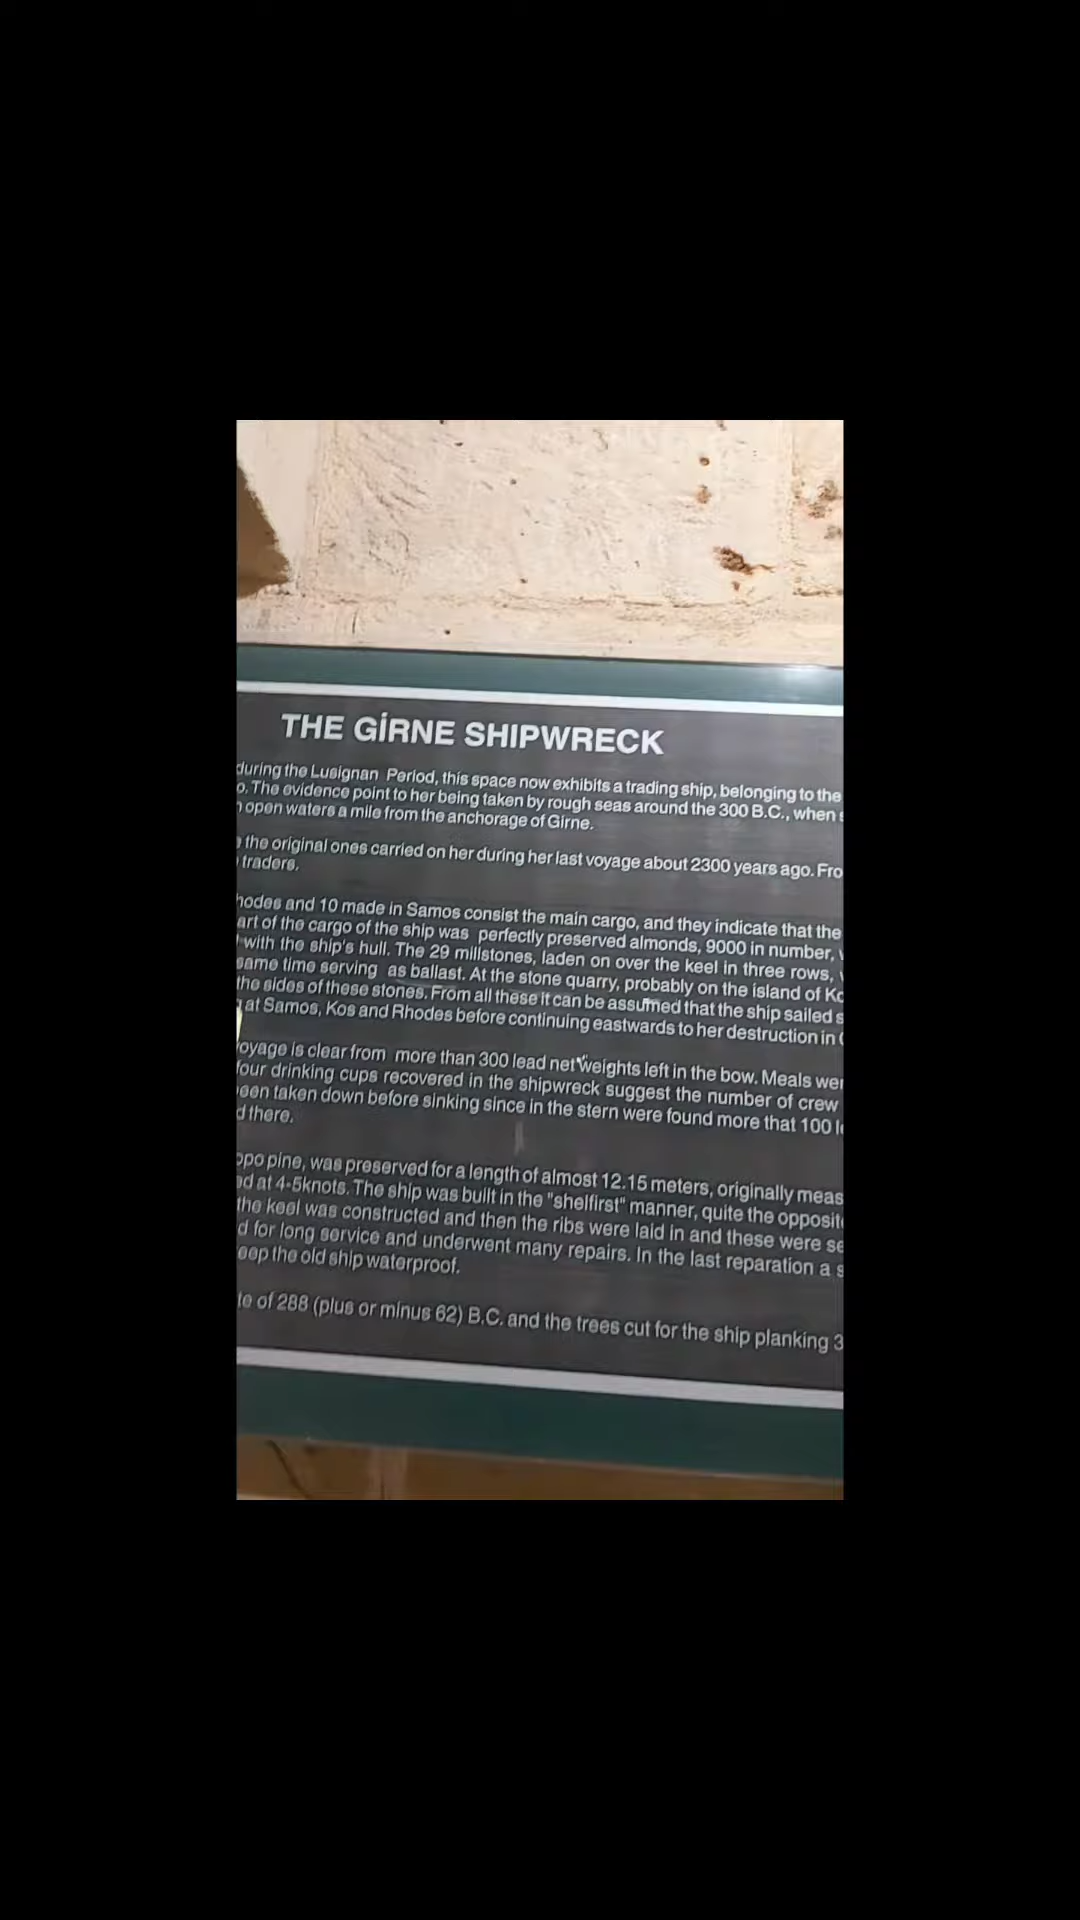 THE GİRNE SHIPWRECK
during the Lusignan Period, this space now exhibits a trading ship, belonging to the
o. The evidence point to her being taken by rough seas around the 300 B.C., when
open waters a mile from the anchorage of Girne.
the original ones carried on her during her last voyage about 2300 years ago. Fro
traders.
hodes and 10 made in Samos consist the main cargo, and they indicate that the
art of the cargo of the ship was perfectly preserved almonds, 9000 in number,
with the ship's hull. The 29 millstones, laden on over the keel in three rows,
same time serving as ballast. At the stone quarry, probably on the island of Ko
the sides of these stones. From all these it can be assumed that the ship sailed s
at Samos, Kos and Rhodes before continuing eastwards to her destruction in
oyage is clear from more than 300 lead net weights left in the bow. Meals wer
four drinking cups recovered in the shipwreck suggest the number of crew
een taken down before sinking since in the stern were found more that 100 l
d there.
ppo pine, was preserved for a length of almost 12.15 meters, originally meas
ed at 4-5knots. The ship was built in the "shelfirst" manner, quite the opposit
the keel was constructed and then the ribs were laid in and these were se
d for long service and underwent many repairs. In the last reparation a s
eep the old ship waterproof.
te of 288 (plus or minus 62) B.C. and the trees cut for the ship planking 3